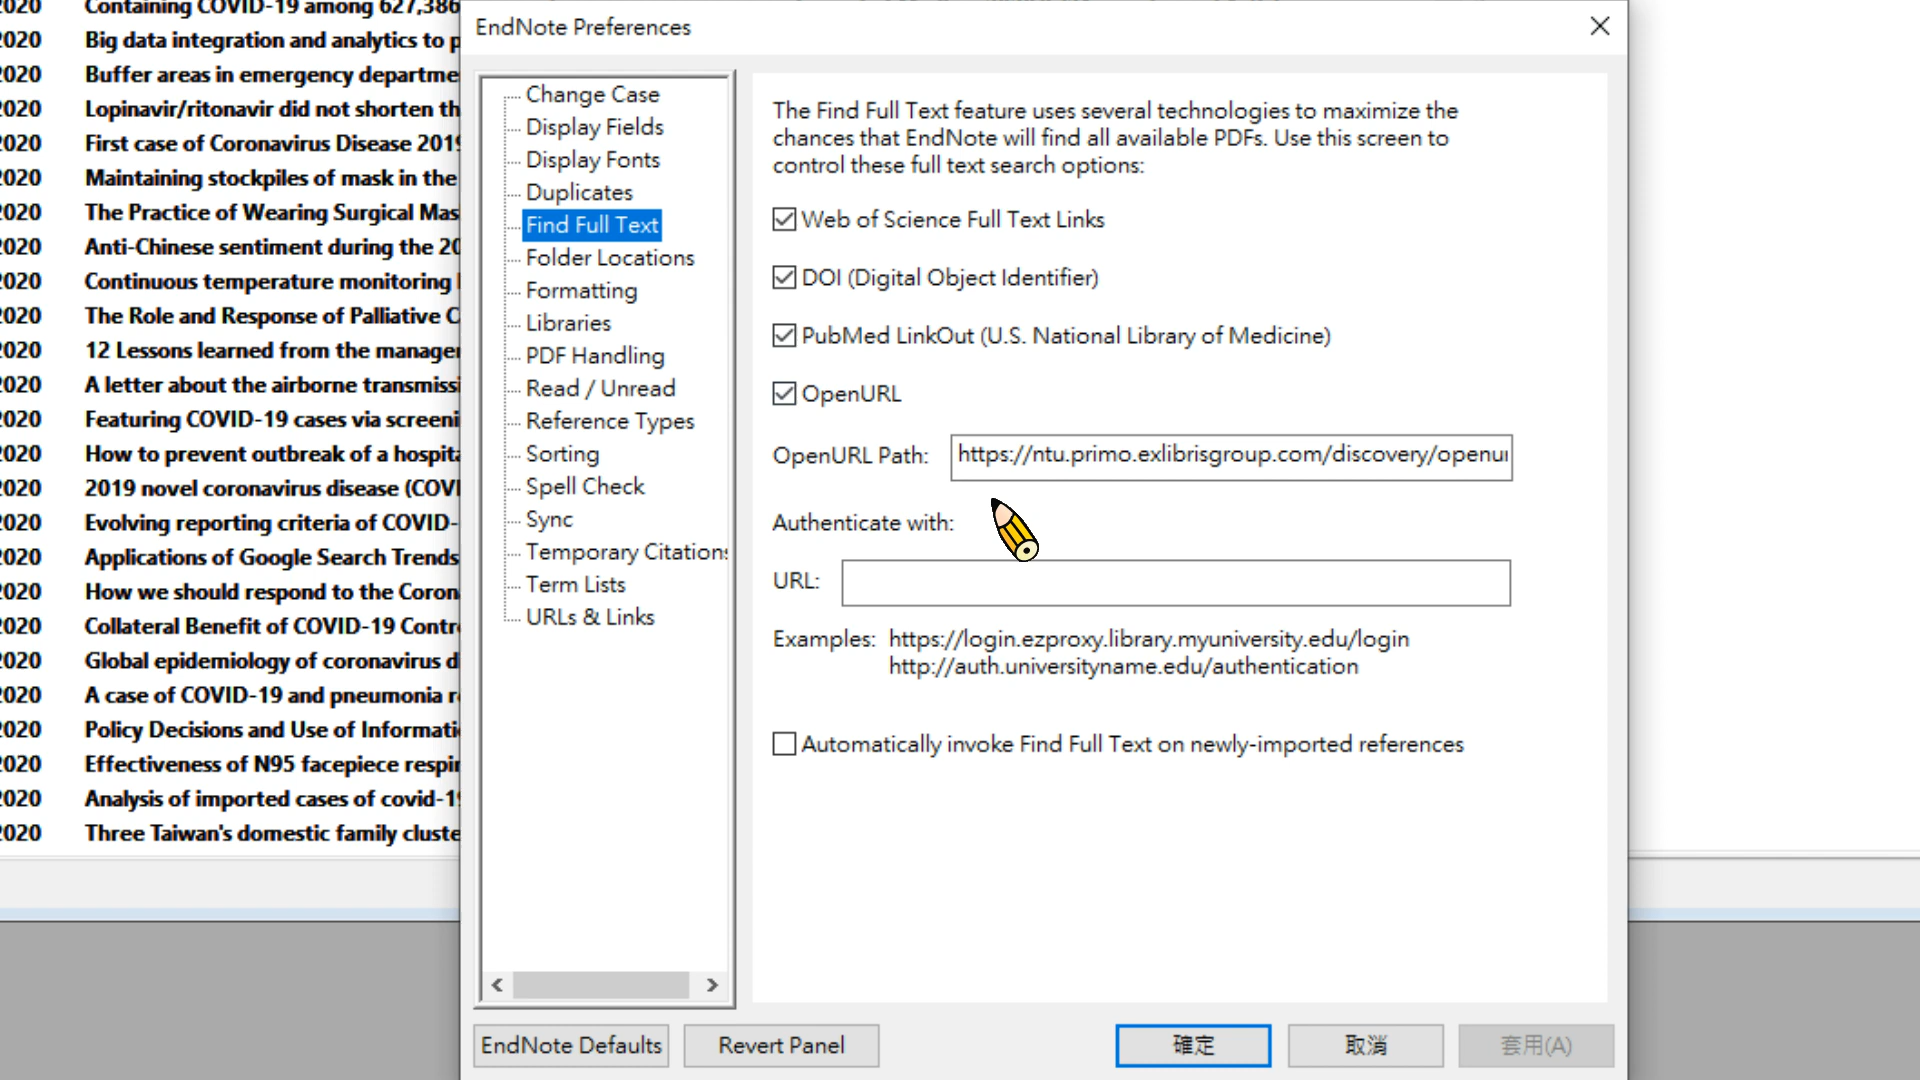 2020 Containing COVID-19 among 627,386
2020 Big data integration and analytics to p
2020 Buffer areas in emergency departme
2020 Lopinavir/ritonavir did not shorten th
2020 First case of Coronavirus Disease 2019
2020 Maintaining stockpiles of mask in the
2020 The Practice of Wearing Surgical Mas
2020 Anti-Chinese sentiment during the 20
2020 Continuous temperature monitoring
2020 The Role and Response of Palliative C
2020 12 Lessons learned from the manager
2020 A letter about the airborne transmissi
2020 Featuring COVID-19 cases via screeni
2020 How to prevent outbreak of a hospita
2020 2019 novel coronavirus disease (COVI
2020 Evolving reporting criteria of COVID-
2020 Applications of Google Search Trends
2020 How we should respond to the Coron
2020 Collateral Benefit of COVID-19 Contr
2020 Global epidemiology of coronavirus d
2020 A case of COVID-19 and pneumonia r
2020 Policy Decisions and Use of Informati
2020 Effectiveness of N95 facepiece respir
2020 Analysis of imported cases of covid-19
2020 Three Taiwan's domestic family cluste
EndNote Preferences
Change Case
Display Fields
Display Fonts
Duplicates
Find Full Text
Folder Locations
Formatting
Libraries
PDF Handling
Read / Unread
Reference Types
Sorting
Spell Check
Sync
Temporary Citations
Term Lists
URLs & Links
The Find Full Text feature uses several technologies to maximize the
chances that EndNote will find all available PDFs. Use this screen to
control these full text search options:
Web of Science Full Text Links
DOI (Digital Object Identifier)
PubMed LinkOut (U.S. National Library of Medicine)
OpenURL
OpenURL Path: https://ntu.primo.exlibrisgroup.com/discovery/openur
Authenticate with:
URL:
Examples: https://login.ezproxy.library.myuniversity.edu/login
http://auth.universityname.edu/authentication
Automatically invoke Find Full Text on newly-imported references
EndNote Defaults
Revert Panel
確定
取消
套用(A)